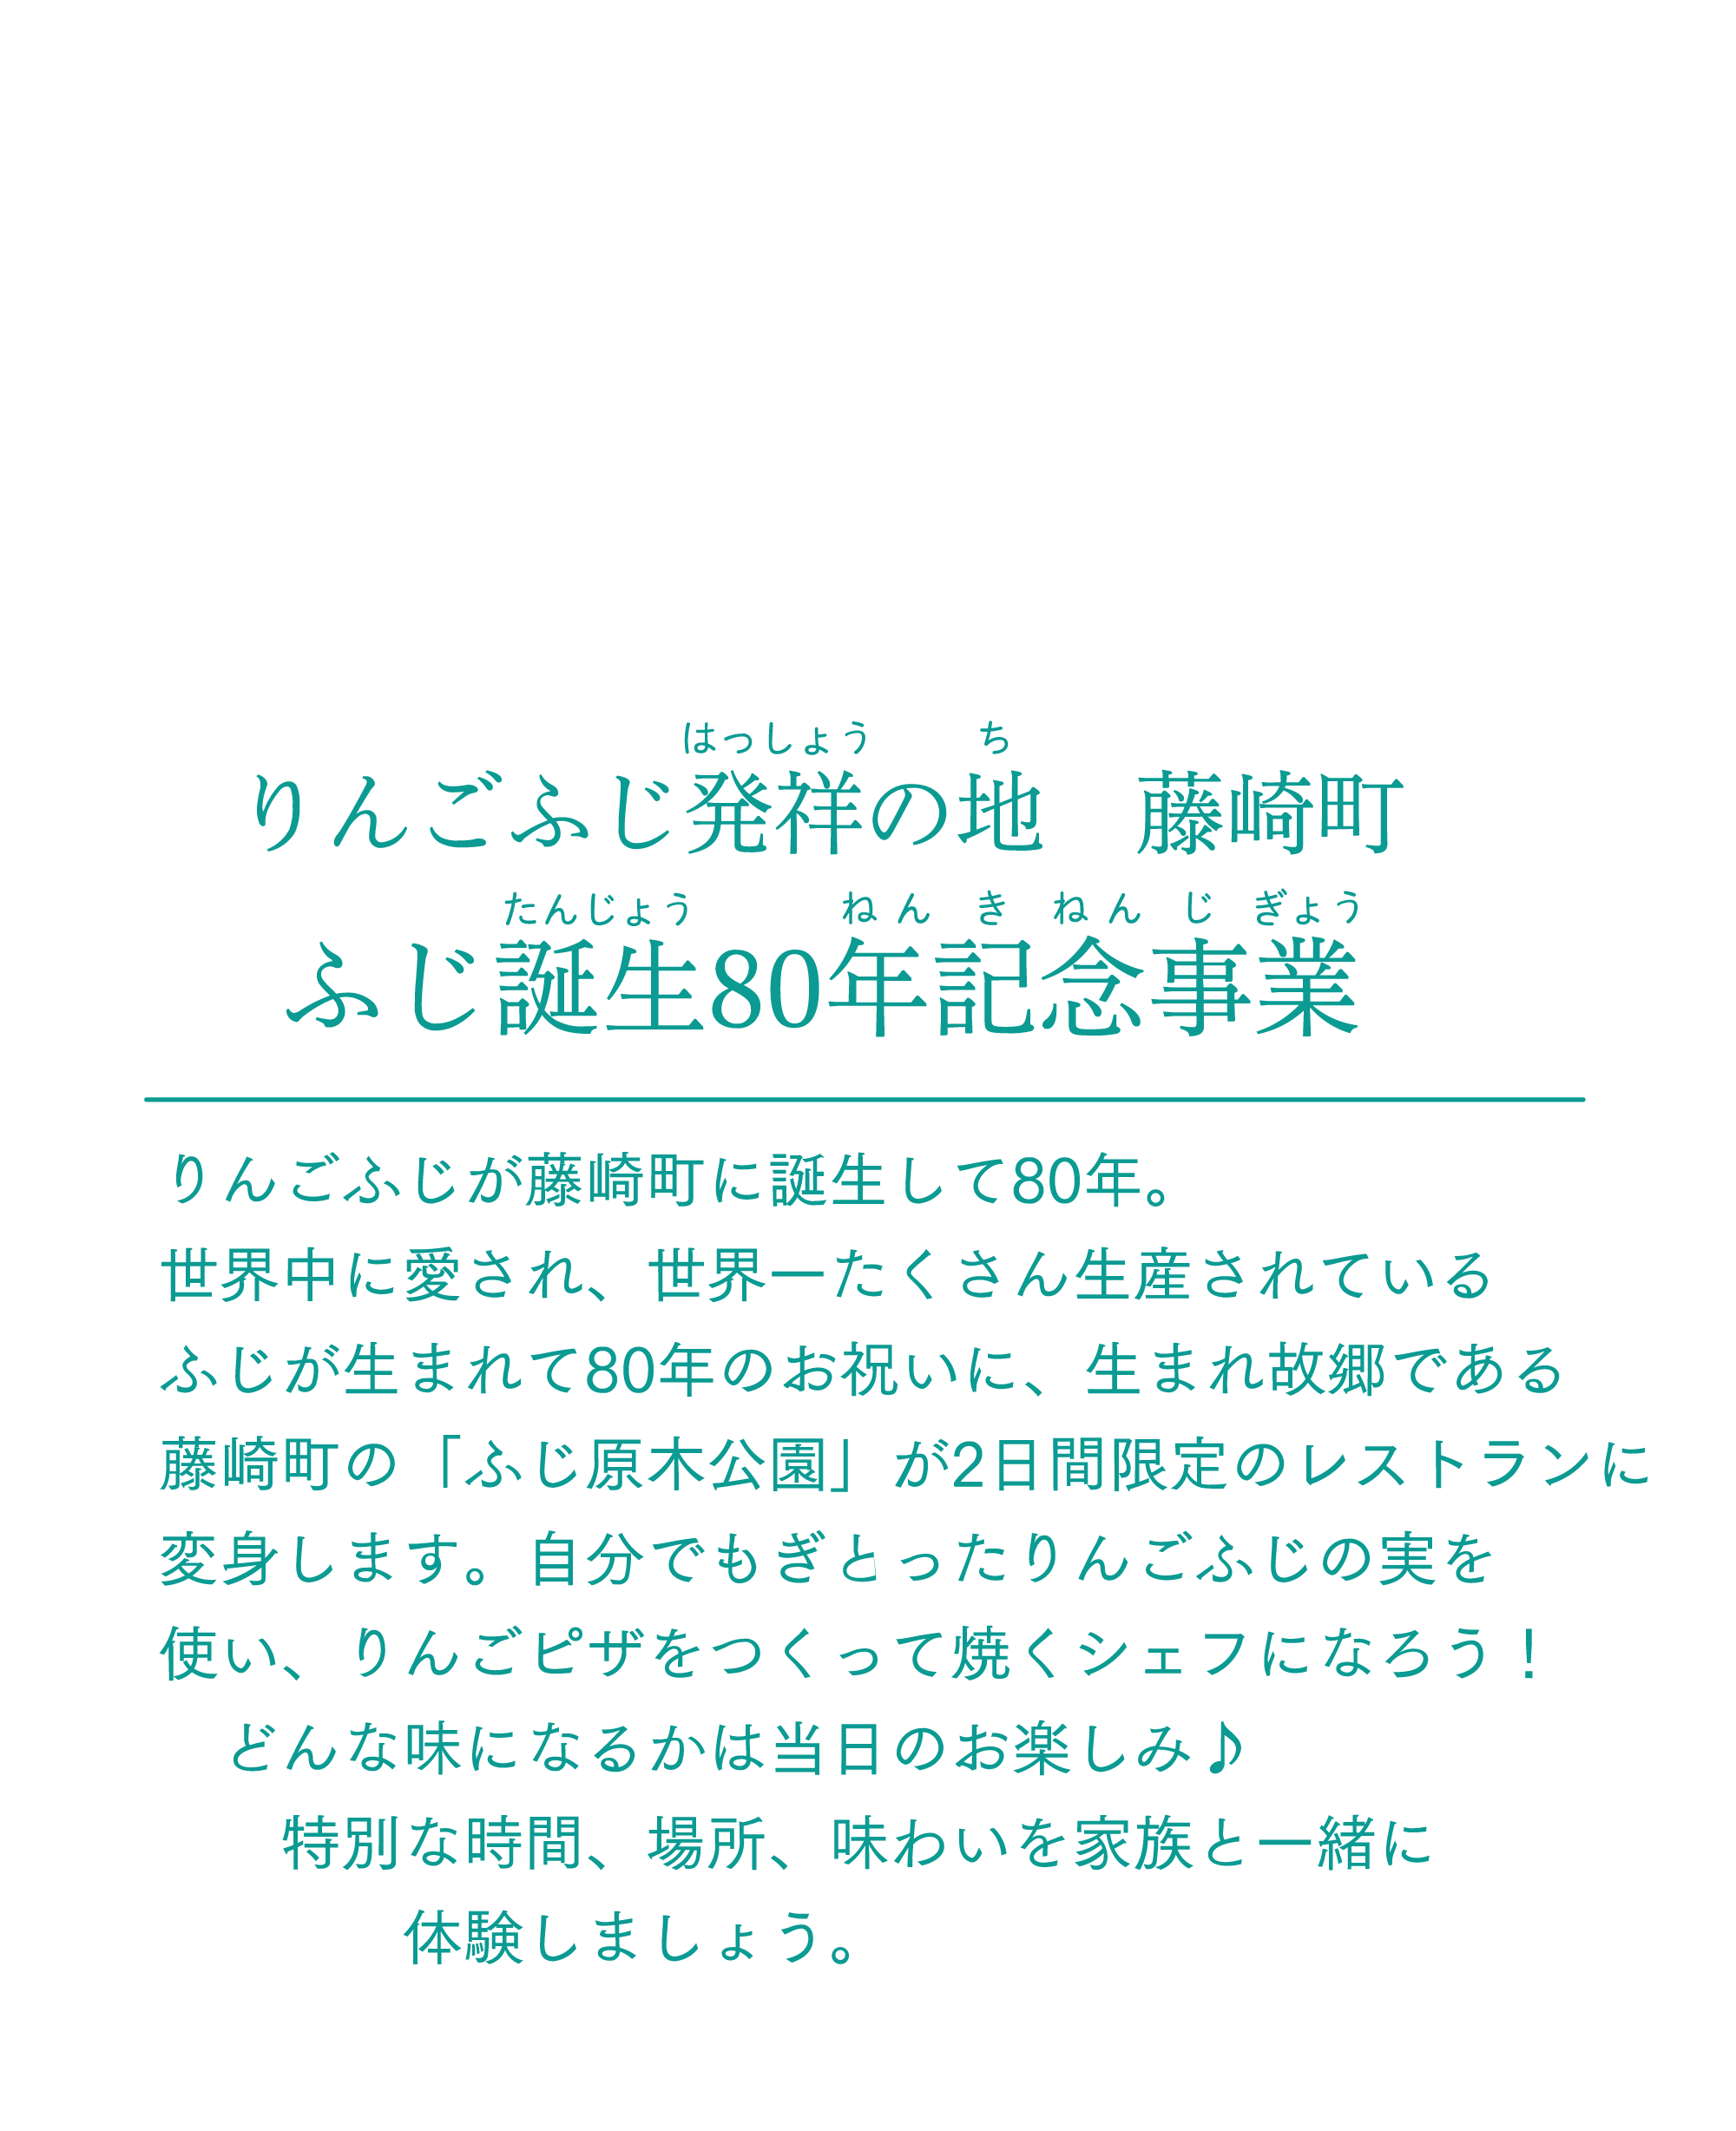 はっしょう ち
りんごふじ発祥の地　藤崎町
たんじょう ねん き ねん じ ぎょう
ふじ誕生80年記念事業
りんごふじが藤崎町に誕生して80年。
世界中に愛され、世界一たくさん生産されている
ふじが生まれて80年のお祝いに、生まれ故郷である
藤崎町の「ふじ原木公園」が2日間限定のレストランに
変身します。自分でもぎとったりんごふじの実を
使い、りんごピザをつくって焼くシェフになろう！
どんな味になるかは当日のお楽しみ♪
特別な時間、場所、味わいを家族と一緒に
体験しましょう。